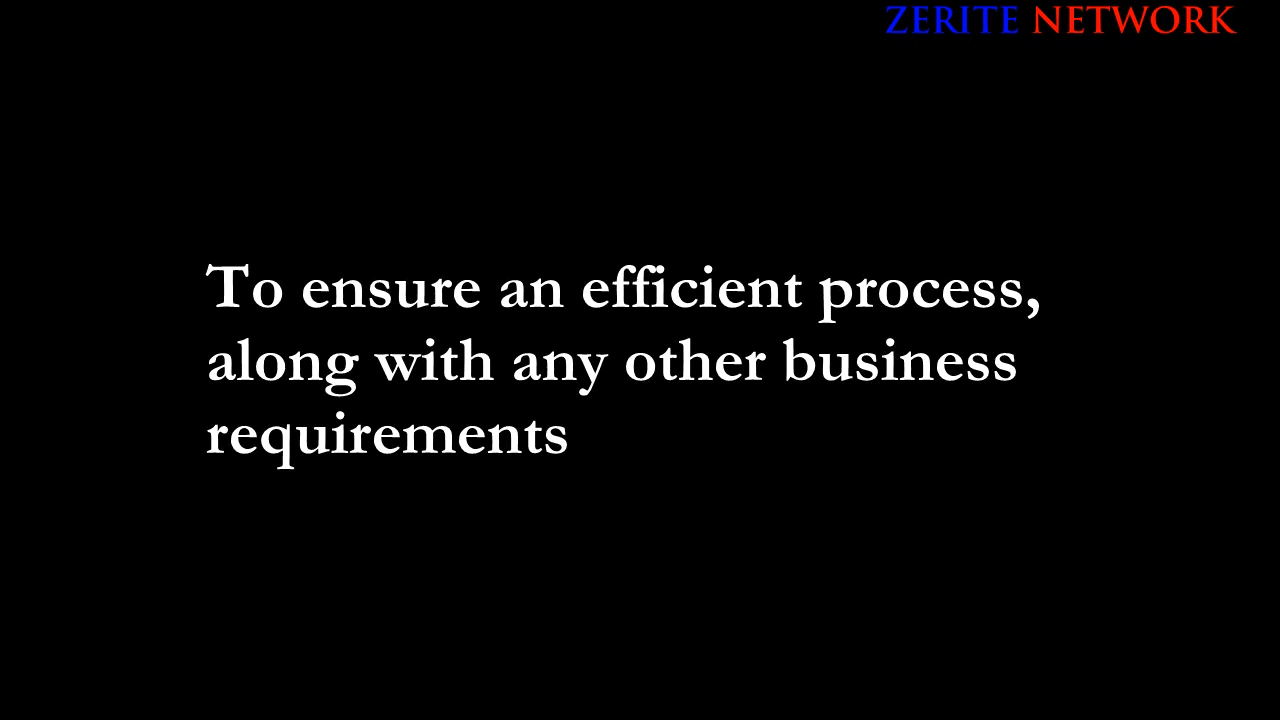 ZERITE NETWORK
To ensure an efficient process,
along with any other business
requirements